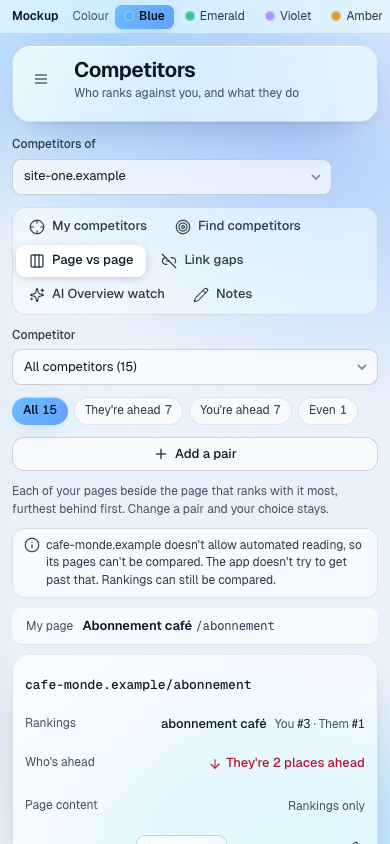 Mockup Colour Blue Emerald Violet Amber
Competitors
Who ranks against you, and what they do
Competitors of
site-one.example
My competitors Find competitors
Page vs page Link gaps
AI Overview watch Notes
Competitor
All competitors (15)
All 15 They're ahead 7 You're ahead 7 Even 1
Add a pair
Each of your pages beside the page that ranks with it most,
furthest behind first. Change a pair and your choice stays.
cafe-monde.example doesn't allow automated reading, so
its pages can't be compared. The app doesn't try to get
past that. Rankings can still be compared.
My page Abonnement café /abonnement
cafe-monde.example/abonnement
Rankings abonnement café You #3 · Them #1
Who's ahead They're 2 places ahead
Page content Rankings only